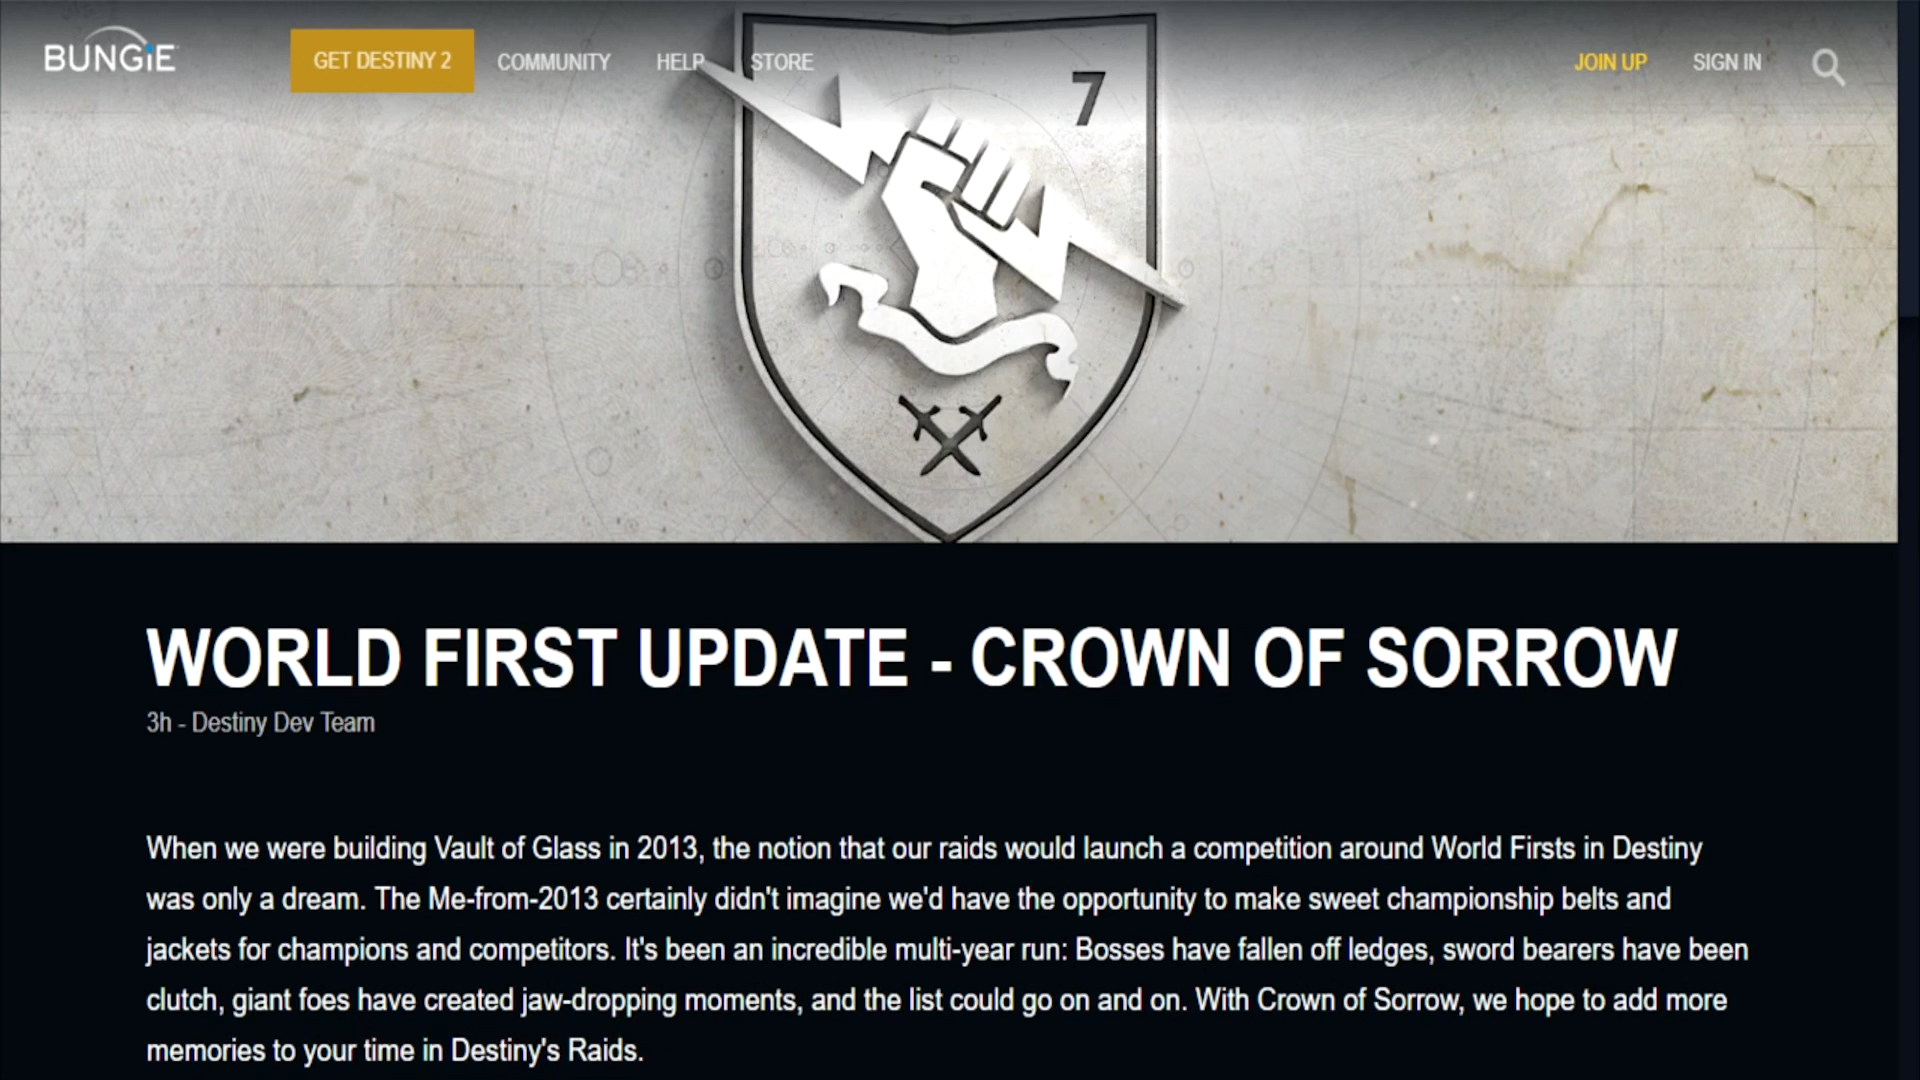 BUNGiE
GET DESTINY 2
COMMUNITY
HELP
STORE
JOIN UP
SIGN IN
7
WORLD FIRST UPDATE - CROWN OF SORROW
3h - Destiny Dev Team
When we were building Vault of Glass in 2013, the notion that our raids would launch a competition around World Firsts in Destiny
was only a dream. The Me-from-2013 certainly didn't imagine we'd have the opportunity to make sweet championship belts and
jackets for champions and competitors. It's been an incredible multi-year run: Bosses have fallen off ledges, sword bearers have been
clutch, giant foes have created jaw-dropping moments, and the list could go on and on. With Crown of Sorrow, we hope to add more
memories to your time in Destiny's Raids.